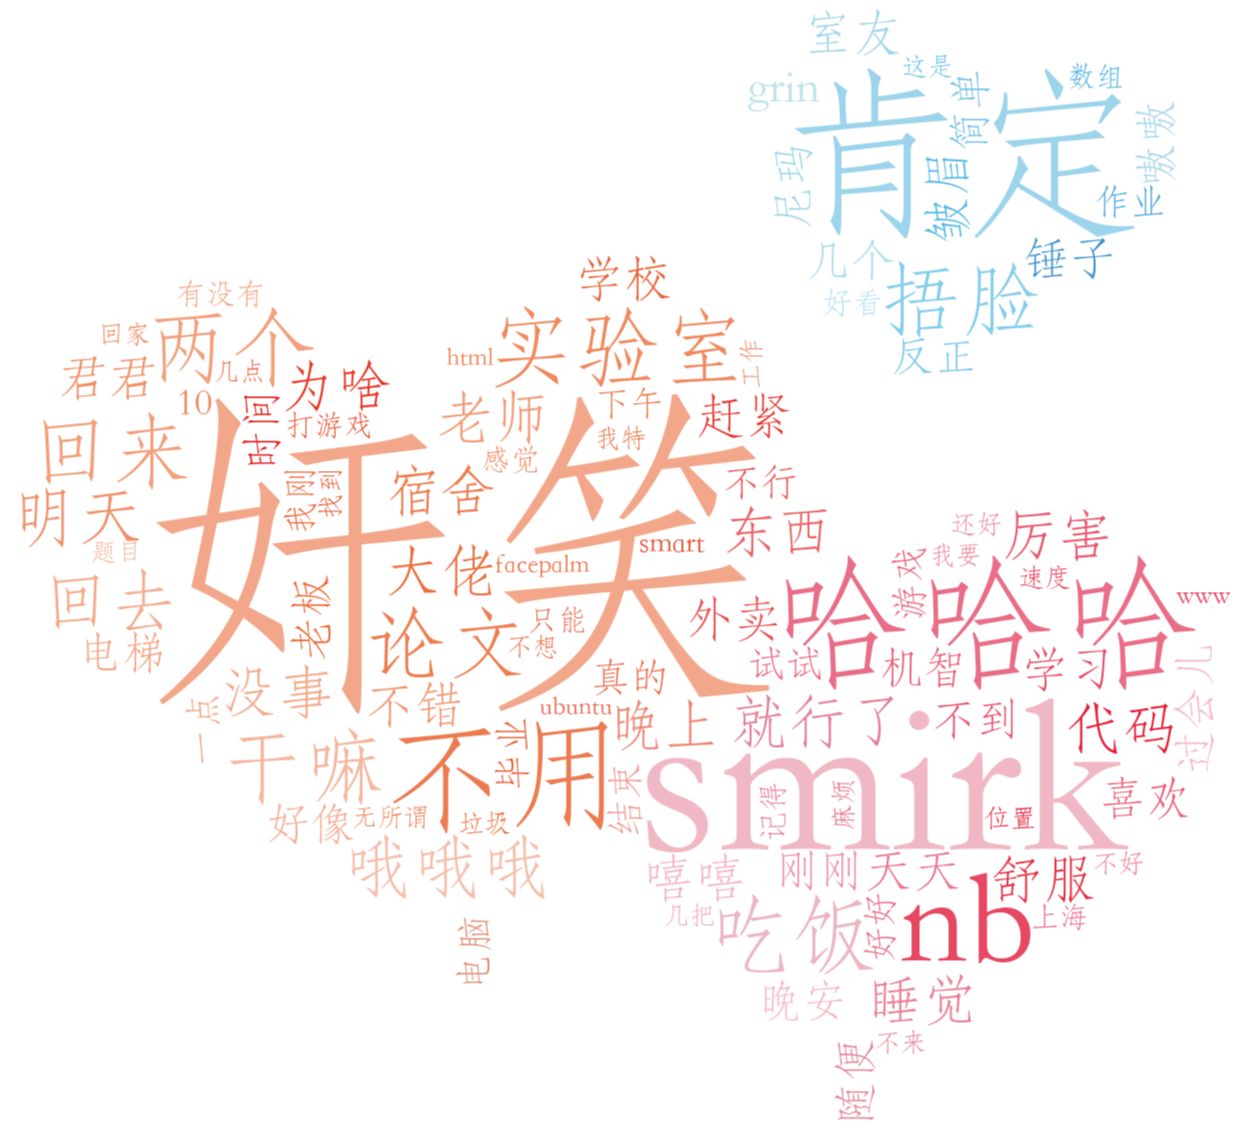 室友
这是
grin
肯定
简单
数组
嗷嗷
尼玛
皱眉
作业
几个
锤子
好看
捂脸
反正
学校
有没有
回家
两个
君君
几点
10
时间
为啥
打游戏
html
实验室
工作
老师
下午
我特
感觉
赶紧
回来
明天
题目
回去
电梯
奸笑
我刚
找到
宿舍
大佬
facepalm
smart
不行
东西
老板
论文
只能
不想
外卖
真的
没事
一点
不错
ubuntu
晚上
干嘛
不用
毕业
结束
好像
无所谓
垃圾
哦哦哦
电脑
还好
厉害
我要
速度
游戏
哈哈哈
www
试试
机智
学习
过会儿
就行了
不到
代码
smirk
记得
麻烦
位置
喜欢
嘻嘻
刚刚
天天
舒服
不好
几把
吃饭
好好
nb
上海
晚安
睡觉
随便
不来